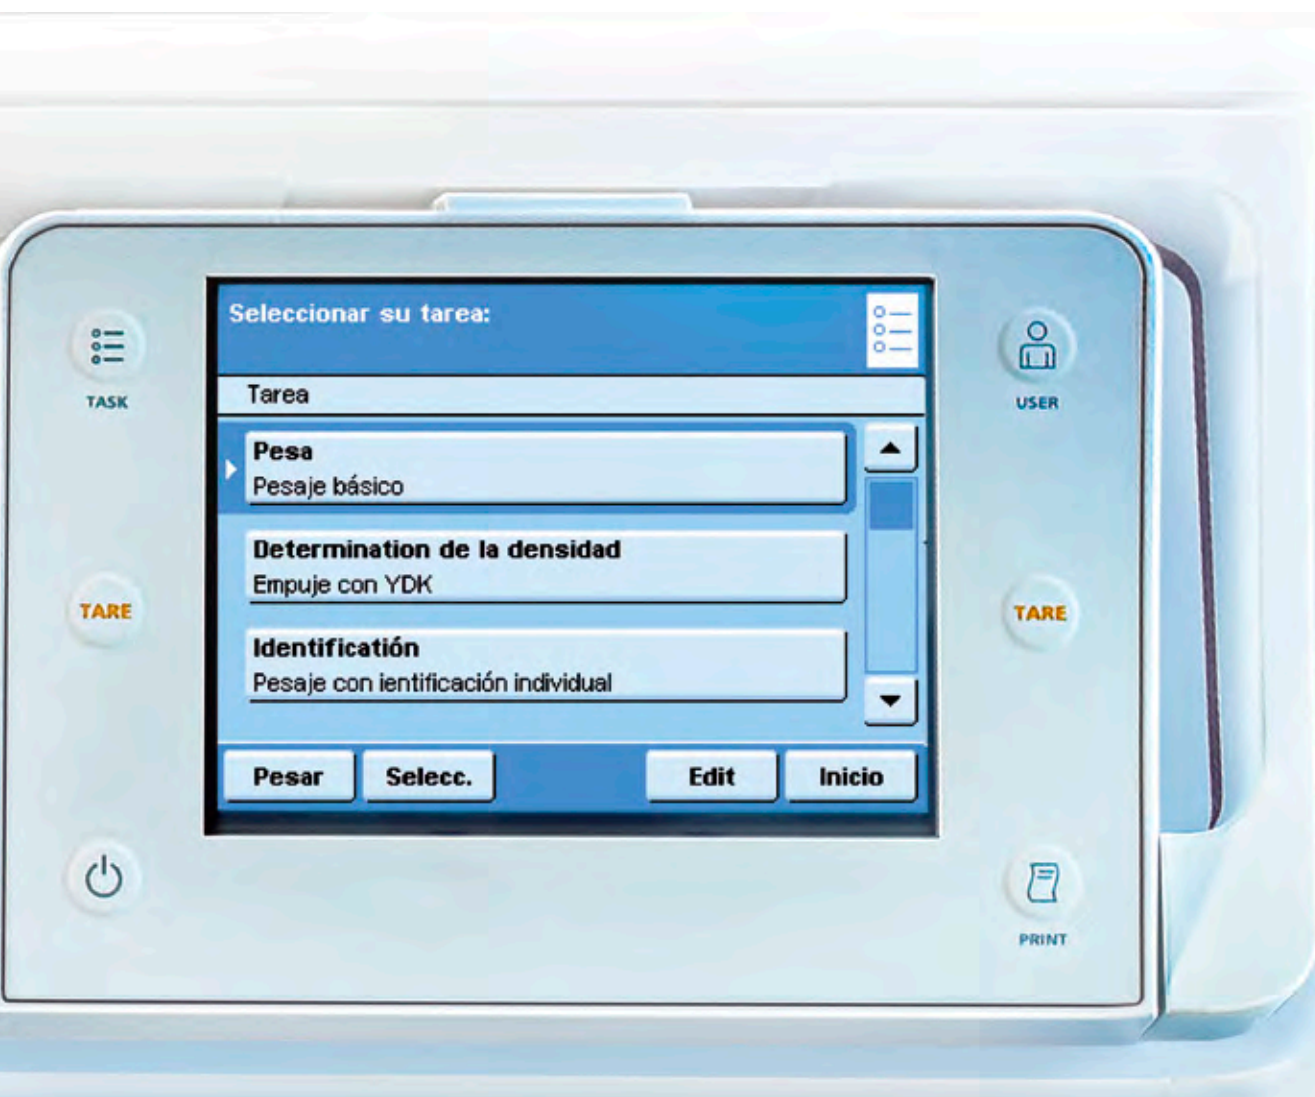 Seleccionar su tarea:
TASK
USER
Tarea
Pesa
Pesaje básico
Determination de la densidad
Empuje con YDK
TARE
TARE
Identificatión
Pesaje con ientificación individual
Pesar
Selecc.
Edit
Inicio
PRINT